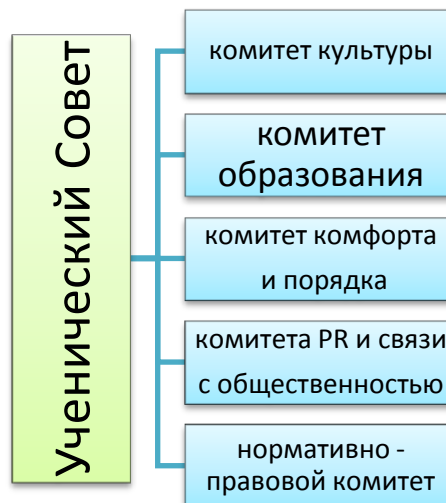 Ученический Совет
комитет культуры
комитет
образования
комитет комфорта
и порядка
комитета PR и связи
с общественностью
нормативно -
правовой комитет